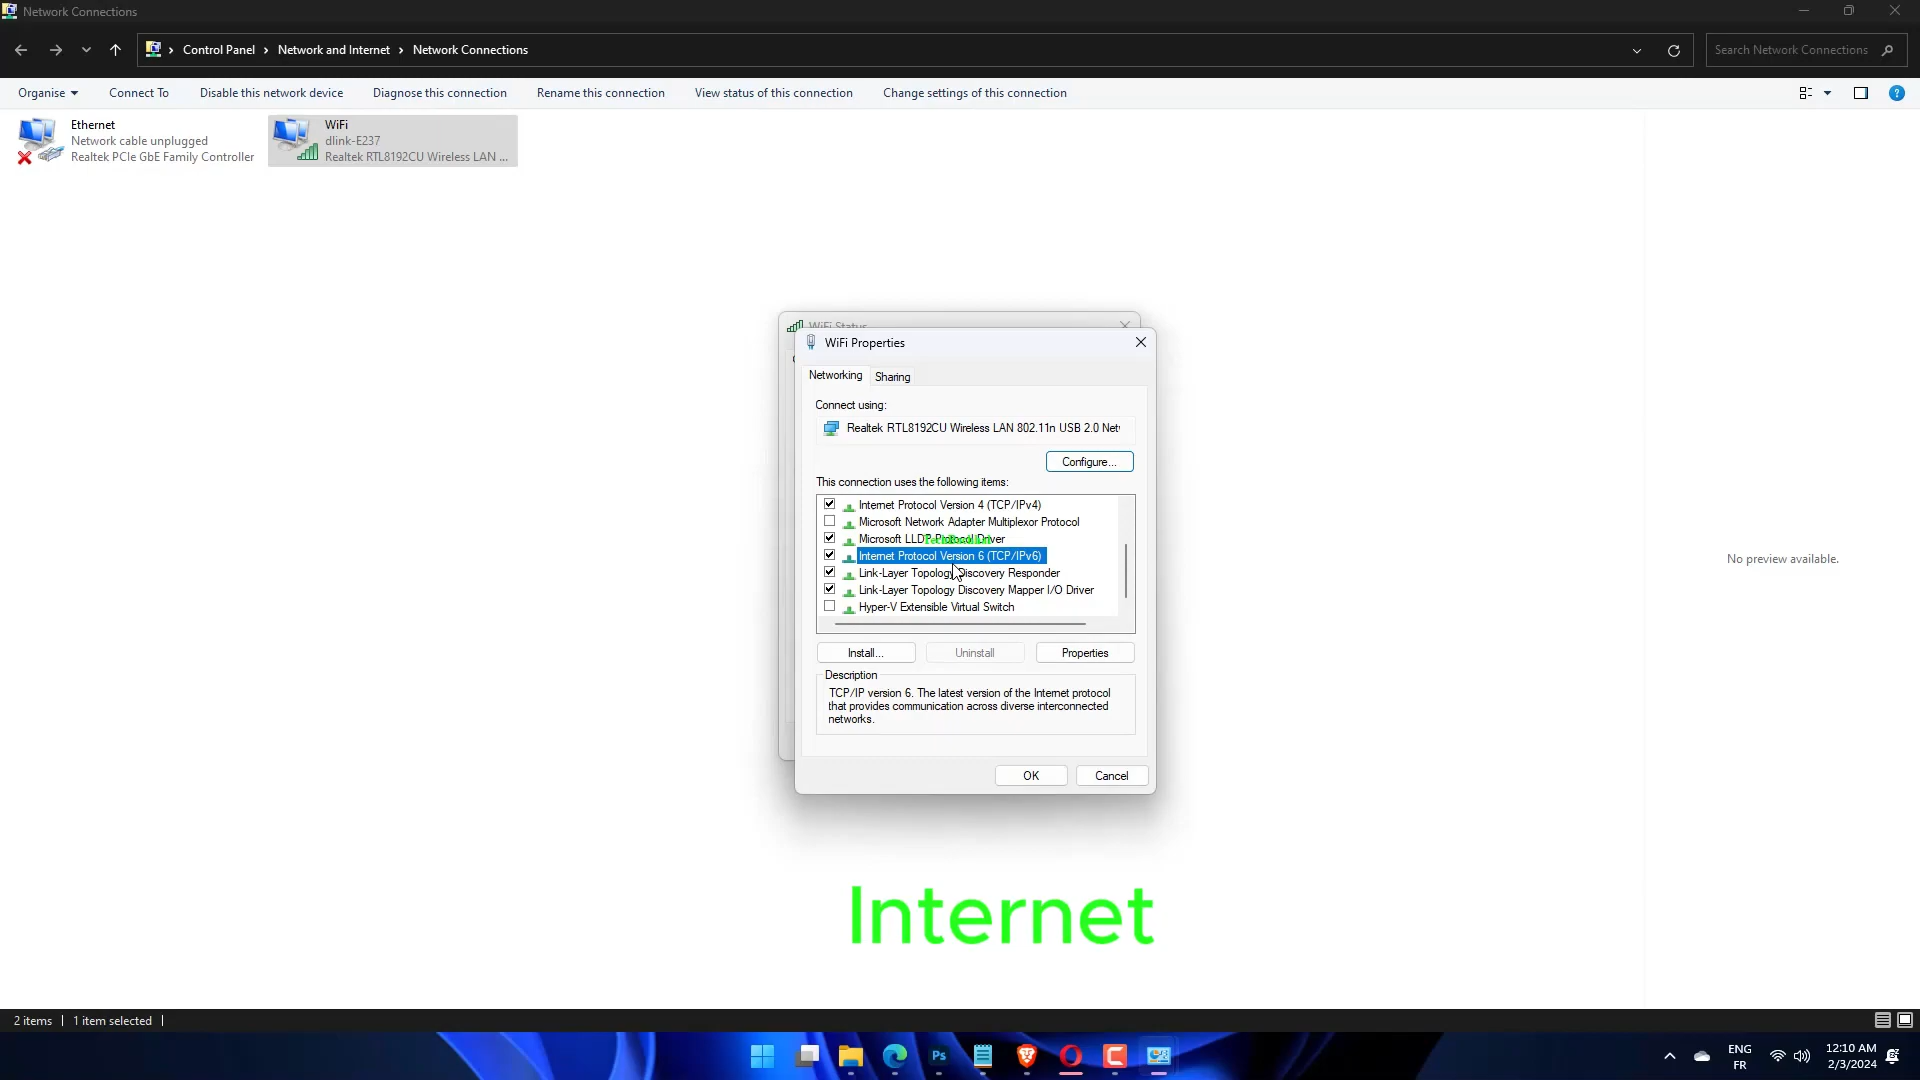 Network Connections
Control Panel > Network and Internet > Network Connections
Search Network Connections
Organise Connect To Disable this network device Diagnose this connection Rename this connection View status of this connection Change settings of this connection
Ethernet
Network cable unplugged
Realtek PCIe GbE Family Controller
WiFi
dlink-E237
Realtek RTL8192CU Wireless LAN ...
No preview available.
WiFi Status
WiFi Properties
Networking Sharing
Connect using:
Realtek RTL8192CU Wireless LAN 802.11n USB 2.0 Net
Configure...
This connection uses the following items:
Internet Protocol Version 4 (TCP/IPv4)
Microsoft Network Adapter Multiplexor Protocol
Microsoft LLDP Protocol Driver
Internet Protocol Version 6 (TCP/IPv6)
Link-Layer Topology Discovery Responder
Link-Layer Topology Discovery Mapper I/O Driver
Hyper-V Extensible Virtual Switch
Install... Uninstall Properties
Description
TCP/IP version 6. The latest version of the Internet protocol
that provides communication across diverse interconnected
networks.
OK Cancel
Internet
2 items 1 item selected
Ps
ENG
FR
12:10 AM
2/3/2024